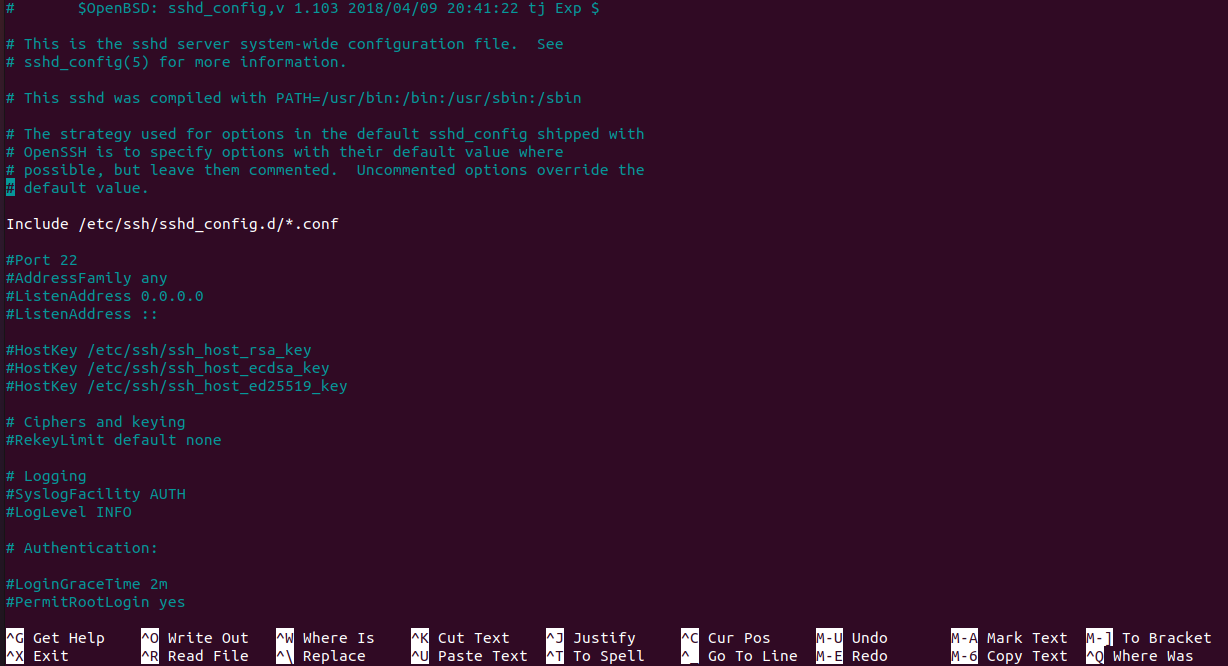 #       $OpenBSD: sshd_config,v 1.103 2018/04/09 20:41:22 tj Exp $
# This is the sshd server system-wide configuration file.  See
# sshd_config(5) for more information.
# This sshd was compiled with PATH=/usr/bin:/bin:/usr/sbin:/sbin
# The strategy used for options in the default sshd_config shipped with
# OpenSSH is to specify options with their default value where
# possible, but leave them commented.  Uncommented options override the
# default value.
Include /etc/ssh/sshd_config.d/*.conf
#Port 22
#AddressFamily any
#ListenAddress 0.0.0.0
#ListenAddress ::
#HostKey /etc/ssh/ssh_host_rsa_key
#HostKey /etc/ssh/ssh_host_ecdsa_key
#HostKey /etc/ssh/ssh_host_ed25519_key
# Ciphers and keying
#RekeyLimit default none
# Logging
#SyslogFacility AUTH
#LogLevel INFO
# Authentication:
#LoginGraceTime 2m
#PermitRootLogin yes
^G Get Help    ^O Write Out   ^W Where Is    ^K Cut Text    ^J Justify     ^C Cur Pos     M-U Undo       M-A Mark Text  M-] To Bracket
^X Exit        ^R Read File   ^\ Replace     ^U Paste Text  ^T To Spell    ^_ Go To Line  M-E Redo       M-6 Copy Text  ^Q Where Was